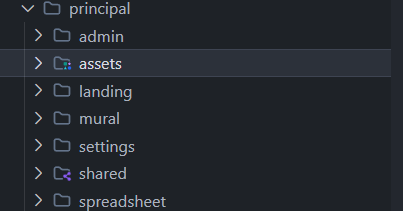 principal
admin
assets
landing
mural
settings
shared
spreadsheet